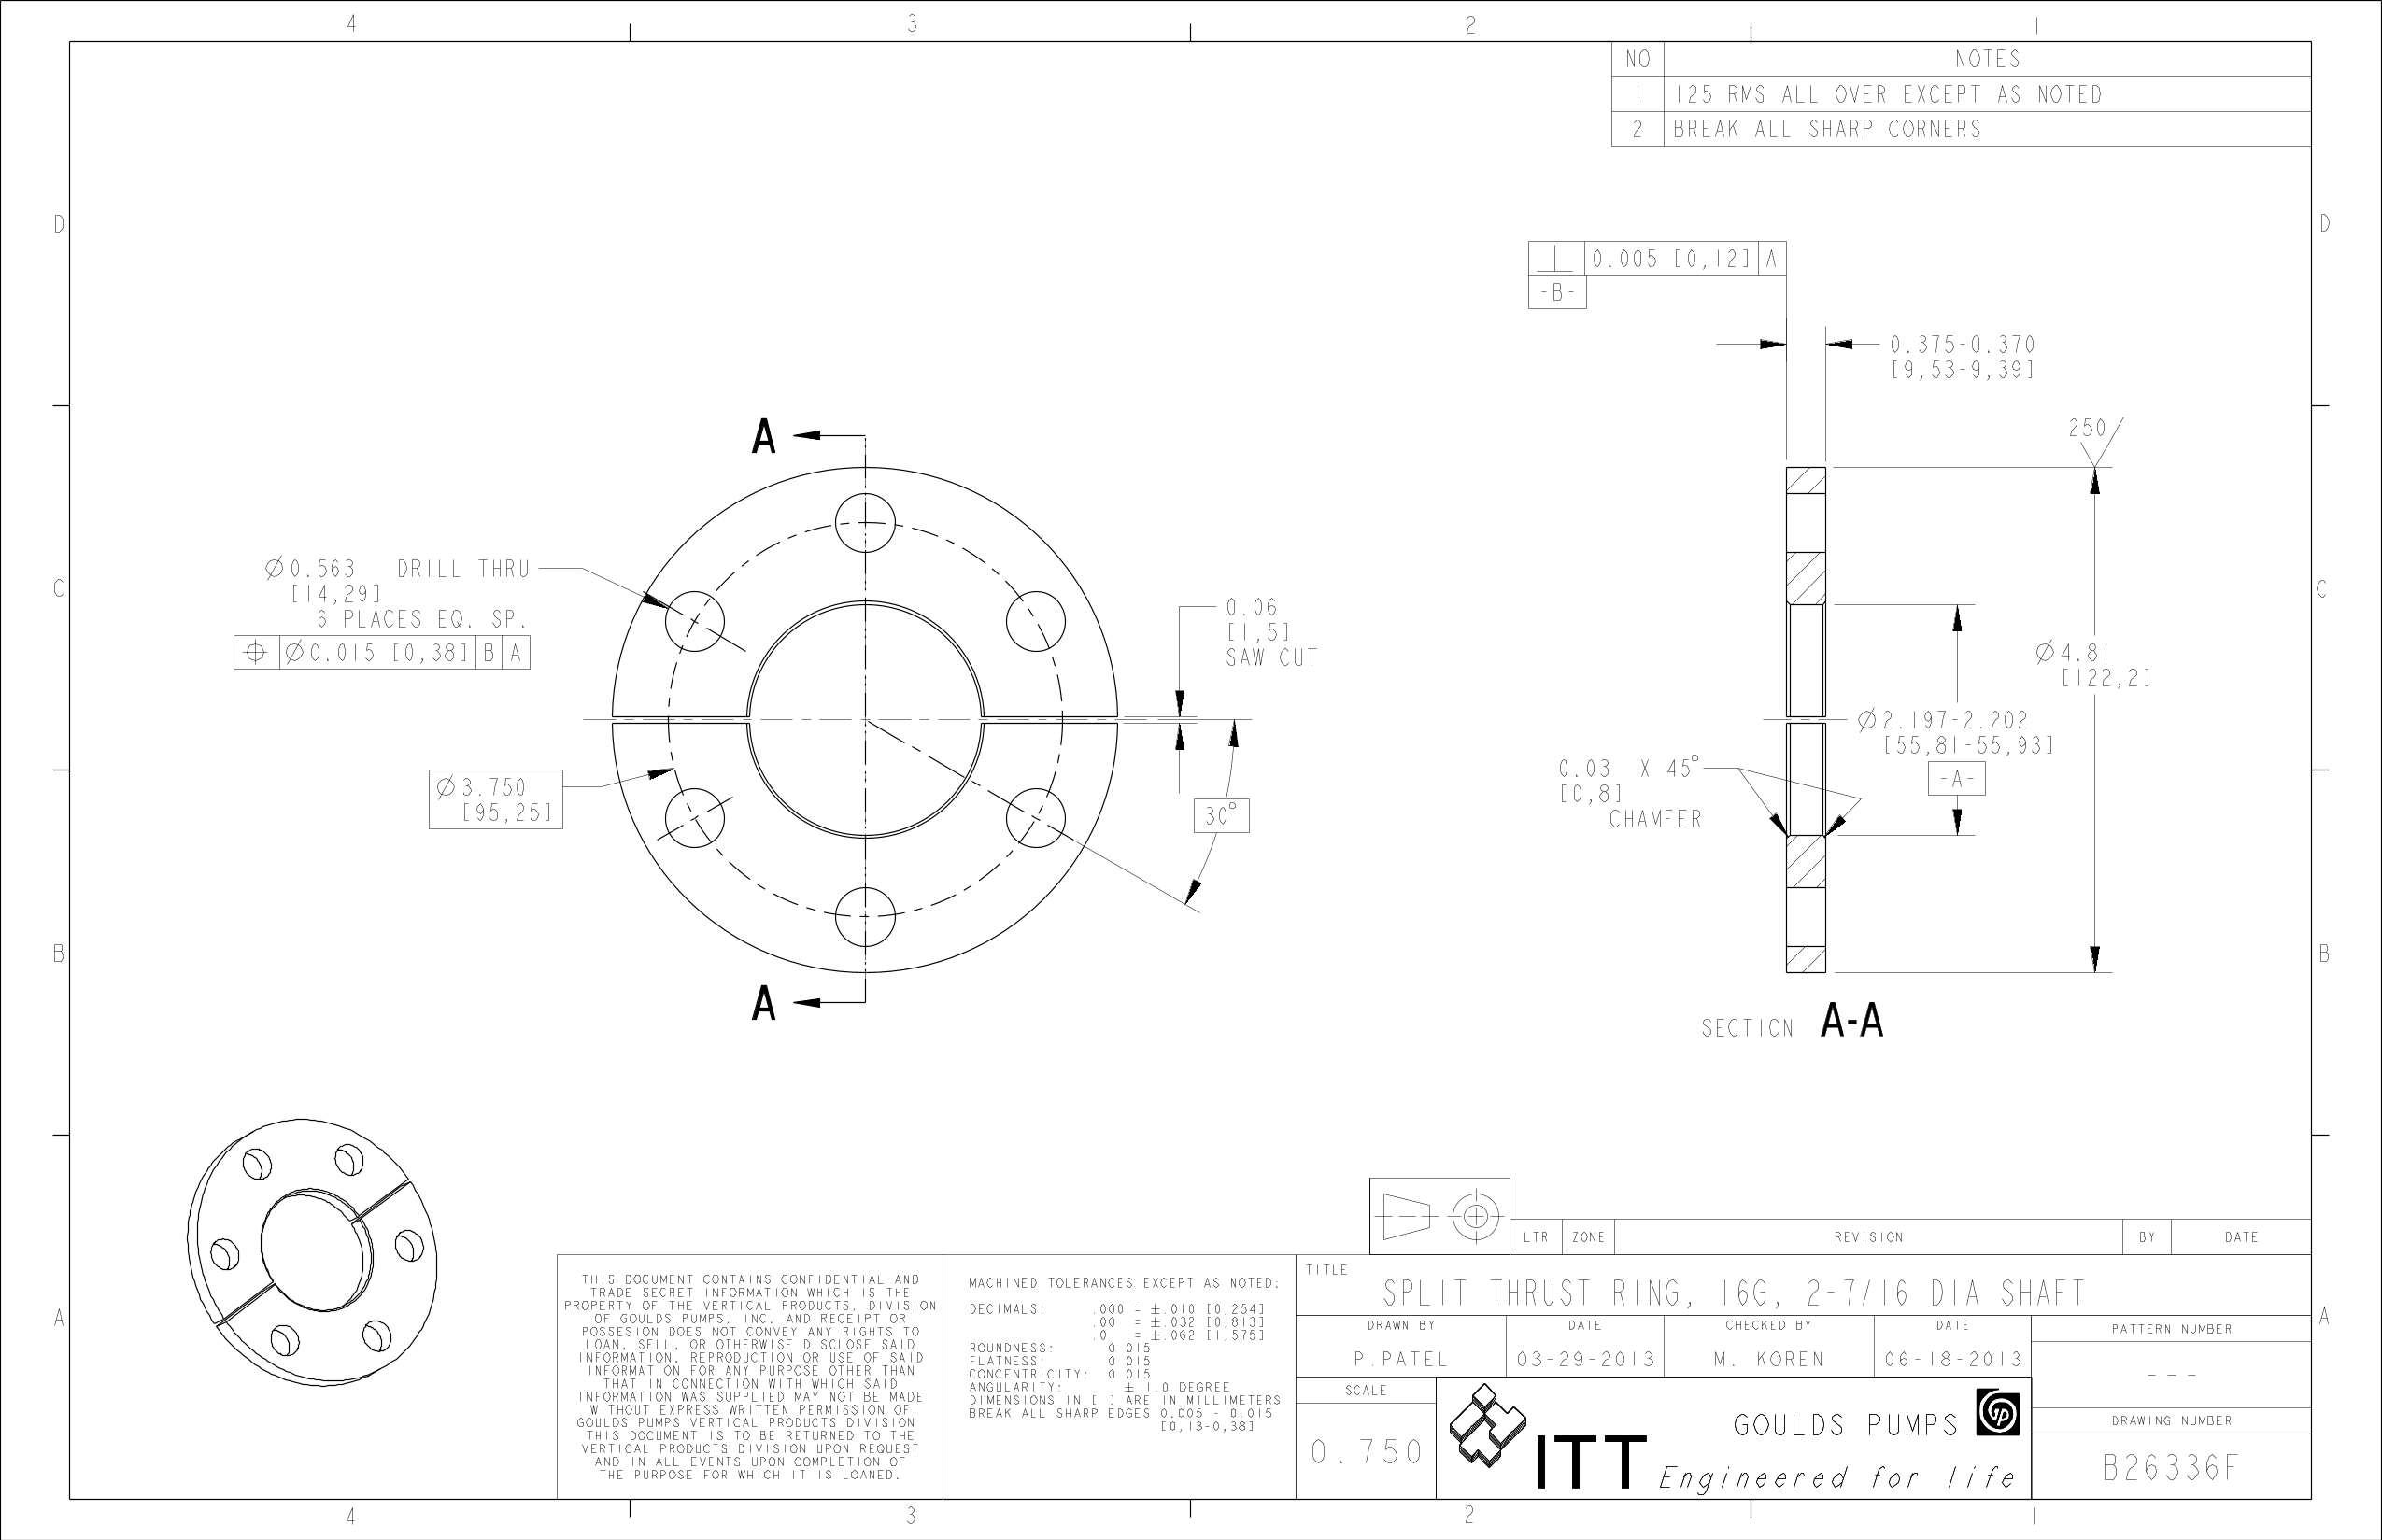 4 3 2 1
NO NOTES
1 125 RMS ALL OVER EXCEPT AS NOTED
2 BREAK ALL SHARP CORNERS
D D
⊥ 0.005 [0,12] A
-B-
0.375-0.370
[9,53-9,39]
250
A
Ø0.563 DRILL THRU
[14,29]
6 PLACES EQ. SP.
⌖ Ø0.015 [0,38] B A
C C
0.06
[1,5]
SAW CUT
Ø4.81
[122,2]
Ø2.197-2.202
[55,81-55,93]
-A-
0.03 X 45°
[0,8]
CHAMFER
Ø3.750
[95,25]
30°
B B
A
SECTION A-A
LTR ZONE REVISION BY DATE
A A
THIS DOCUMENT CONTAINS CONFIDENTIAL AND
TRADE SECRET INFORMATION WHICH IS THE
PROPERTY OF THE VERTICAL PRODUCTS, DIVISION
OF GOULDS PUMPS, INC. AND RECEIPT OR
POSSESION DOES NOT CONVEY ANY RIGHTS TO
LOAN, SELL, OR OTHERWISE DISCLOSE SAID
INFORMATION, REPRODUCTION OR USE OF SAID
INFORMATION FOR ANY PURPOSE OTHER THAN
THAT IN CONNECTION WITH WHICH SAID
INFORMATION WAS SUPPLIED MAY NOT BE MADE
WITHOUT EXPRESS WRITTEN PERMISSION OF
GOULDS PUMPS VERTICAL PRODUCTS DIVISION
THIS DOCUMENT IS TO BE RETURNED TO THE
VERTICAL PRODUCTS DIVISION UPON REQUEST
AND IN ALL EVENTS UPON COMPLETION OF
THE PURPOSE FOR WHICH IT IS LOANED.
MACHINED TOLERANCES EXCEPT AS NOTED:
DECIMALS: .000 = ±.010 [0,254]
.00 = ±.032 [0,813]
.0 = ±.062 [1,575]
ROUNDNESS: 0.015
FLATNESS: 0.015
CONCENTRICITY: 0.015
ANGULARITY: ± 1.0 DEGREE
DIMENSIONS IN [ ] ARE IN MILLIMETERS
BREAK ALL SHARP EDGES 0.005 - 0.015
[0,13-0,38]
TITLE
SPLIT THRUST RING, 16G, 2-7/16 DIA SHAFT
DRAWN BY DATE CHECKED BY DATE
P.PATEL 03-29-2013 M. KOREN 06-18-2013
PATTERN NUMBER
---
SCALE
0.750
ITT
GOULDS PUMPS gp
Engineered for life
DRAWING NUMBER
B26336F
4 3 2 1